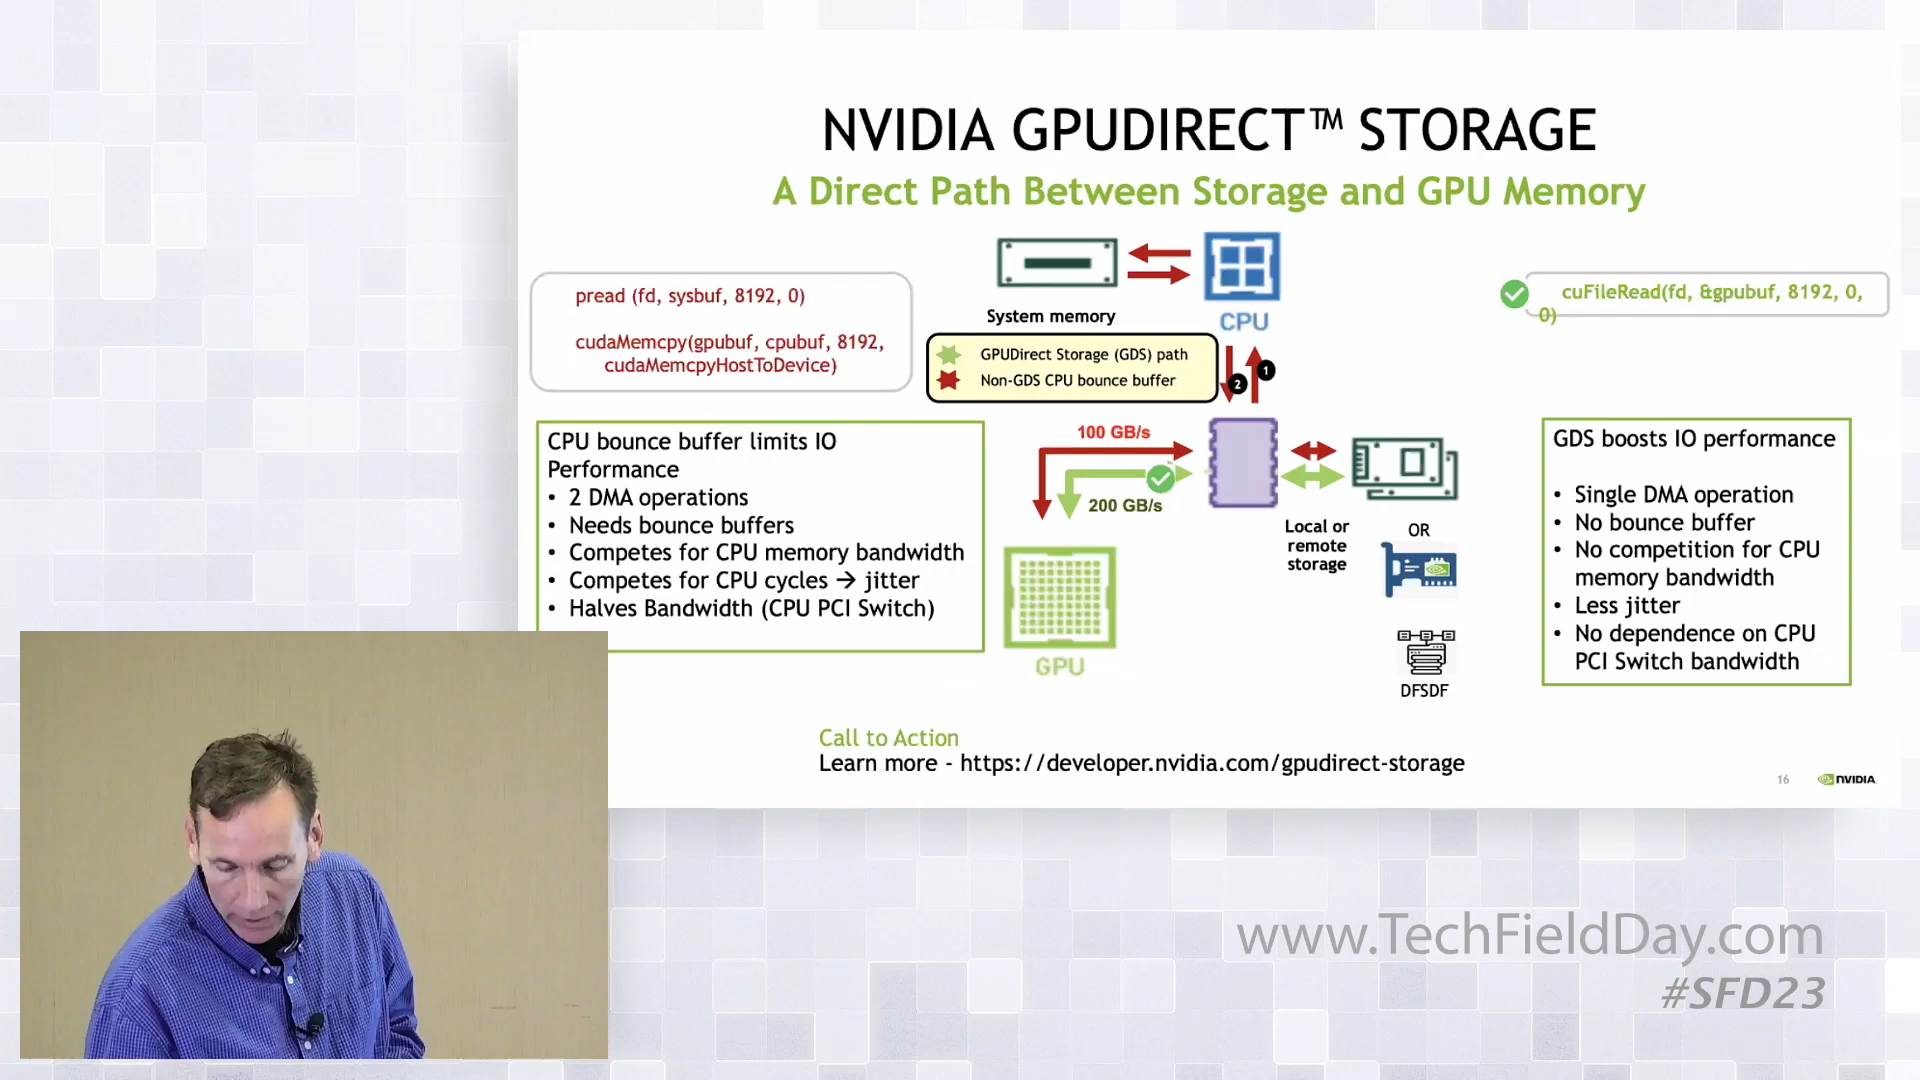 NVIDIA GPUDIRECT™ STORAGE
A Direct Path Between Storage and GPU Memory
pread (fd, sysbuf, 8192, 0)
cudaMemcpy(gpubuf, cpubuf, 8192,
cudaMemcpyHostToDevice)
System memory
CPU
GPUDirect Storage (GDS) path
Non-GDS CPU bounce buffer
2
1
cuFileRead(fd, &gpubuf, 8192, 0,
0)
CPU bounce buffer limits IO
Performance
• 2 DMA operations
• Needs bounce buffers
• Competes for CPU memory bandwidth
• Competes for CPU cycles → jitter
• Halves Bandwidth (CPU PCI Switch)
100 GB/s
200 GB/s
GPU
Local or
remote
storage
OR
DFSDF
GDS boosts IO performance
• Single DMA operation
• No bounce buffer
• No competition for CPU
memory bandwidth
• Less jitter
• No dependence on CPU
PCI Switch bandwidth
Call to Action
Learn more - https://developer.nvidia.com/gpudirect-storage
16
NVIDIA
www.TechFieldDay.com
#SFD23